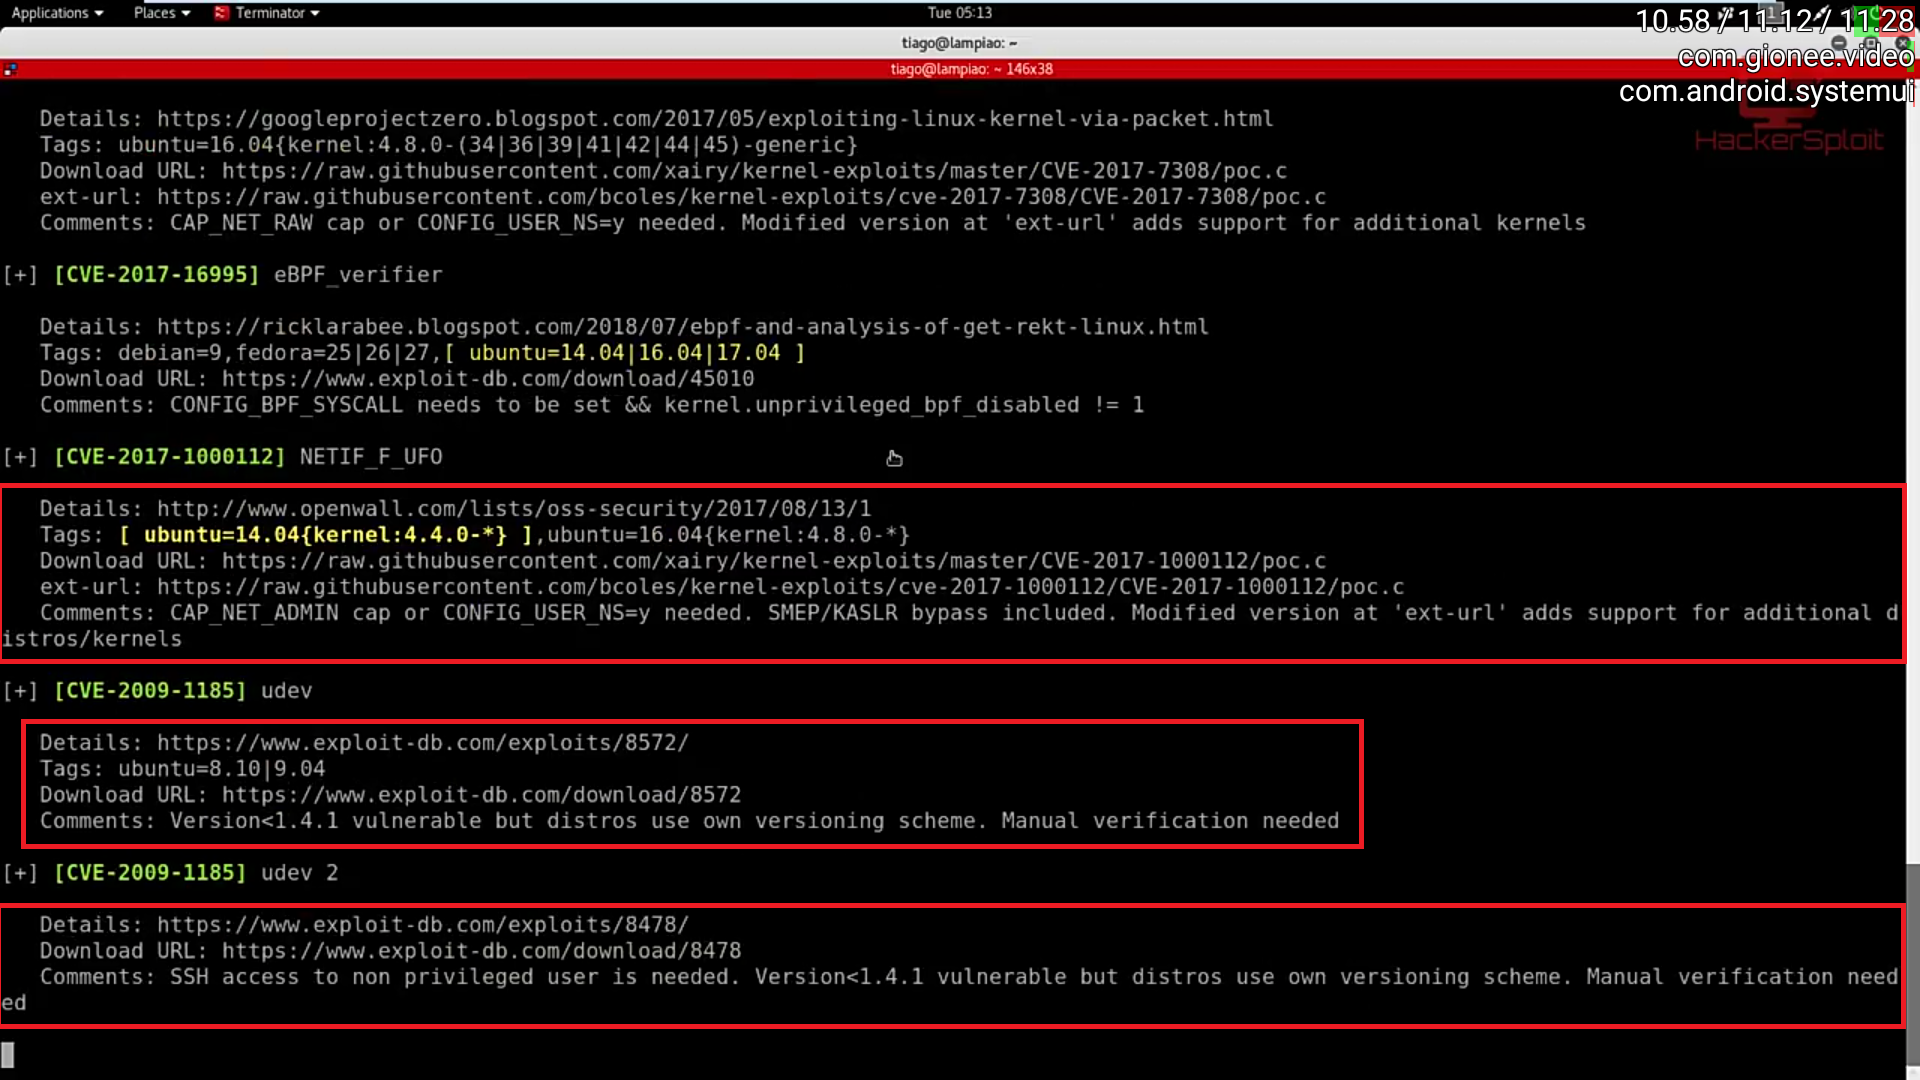 Applications Places Terminator Tue 05:13 1
10.58 / 11.12 / 11.28
tiago@lampiao: ~
com.gionee.video
tiago@lampiao: ~ 146x38
com.android.systemui
HackerSploit
Details: https://googleprojectzero.blogspot.com/2017/05/exploiting-linux-kernel-via-packet.html
Tags: ubuntu=16.04{kernel:4.8.0-(34|36|39|41|42|44|45)-generic}
Download URL: https://raw.githubusercontent.com/xairy/kernel-exploits/master/CVE-2017-7308/poc.c
ext-url: https://raw.githubusercontent.com/bcoles/kernel-exploits/cve-2017-7308/CVE-2017-7308/poc.c
Comments: CAP_NET_RAW cap or CONFIG_USER_NS=y needed. Modified version at 'ext-url' adds support for additional kernels
[+] [CVE-2017-16995] eBPF_verifier
Details: https://ricklarabee.blogspot.com/2018/07/ebpf-and-analysis-of-get-rekt-linux.html
Tags: debian=9,fedora=25|26|27,[ ubuntu=14.04|16.04|17.04 ]
Download URL: https://www.exploit-db.com/download/45010
Comments: CONFIG_BPF_SYSCALL needs to be set && kernel.unprivileged_bpf_disabled != 1
[+] [CVE-2017-1000112] NETIF_F_UFO
Details: http://www.openwall.com/lists/oss-security/2017/08/13/1
Tags: [ ubuntu=14.04{kernel:4.4.0-*} ],ubuntu=16.04{kernel:4.8.0-*}
Download URL: https://raw.githubusercontent.com/xairy/kernel-exploits/master/CVE-2017-1000112/poc.c
ext-url: https://raw.githubusercontent.com/bcoles/kernel-exploits/cve-2017-1000112/CVE-2017-1000112/poc.c
Comments: CAP_NET_ADMIN cap or CONFIG_USER_NS=y needed. SMEP/KASLR bypass included. Modified version at 'ext-url' adds support for additional d
istros/kernels
[+] [CVE-2009-1185] udev
Details: https://www.exploit-db.com/exploits/8572/
Tags: ubuntu=8.10|9.04
Download URL: https://www.exploit-db.com/download/8572
Comments: Version<1.4.1 vulnerable but distros use own versioning scheme. Manual verification needed
[+] [CVE-2009-1185] udev 2
Details: https://www.exploit-db.com/exploits/8478/
Download URL: https://www.exploit-db.com/download/8478
Comments: SSH access to non privileged user is needed. Version<1.4.1 vulnerable but distros use own versioning scheme. Manual verification need
ed